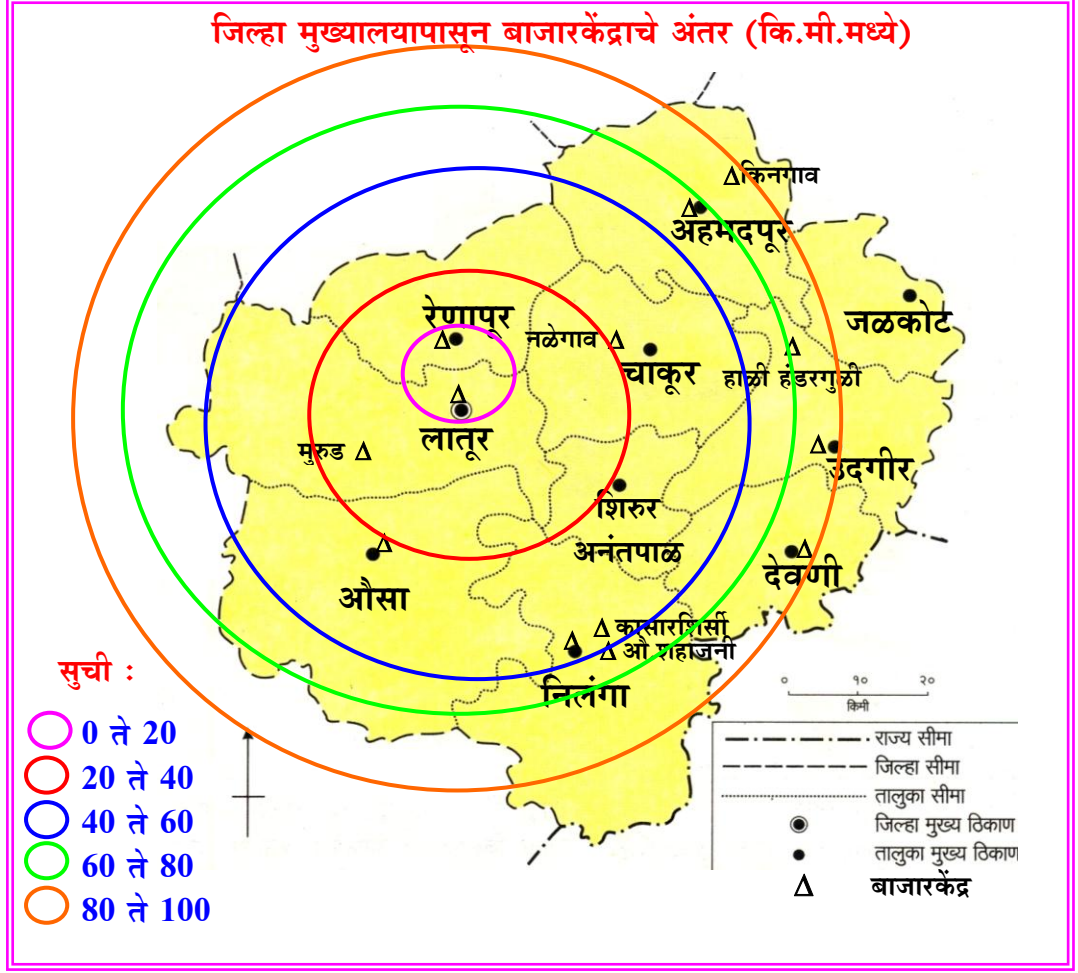 जिल्हा मुख्यालयापासून बाजारकेंद्राचे अंतर (कि.मी.मध्ये)
किनगाव
अहमदपूर
जळकोट
रेणापूर
नळेगाव
चाकूर
हाळी हंडरगुळी
लातूर
मुरुड
उदगीर
शिरुर
अनंतपाळ
देवणी
औसा
कासारशिर्सी
औ शहाजनी
निलंगा
० १० २०
किमी
सुची :
0 ते 20
20 ते 40
40 ते 60
60 ते 80
80 ते 100
राज्य सीमा
जिल्हा सीमा
तालुका सीमा
जिल्हा मुख्य ठिकाण
तालुका मुख्य ठिकाण
बाजारकेंद्र